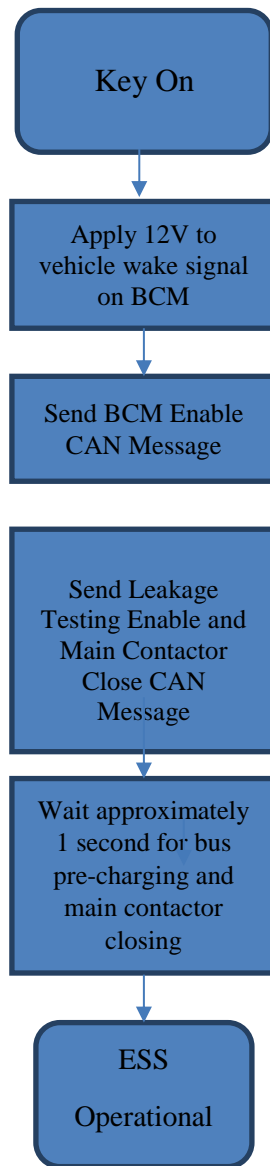 Key On
Apply 12V to
vehicle wake signal
on BCM
Send BCM Enable
CAN Message
Send Leakage
Testing Enable and
Main Contactor
Close CAN
Message
Wait approximately
1 second for bus
pre-charging and
main contactor
closing
ESS
Operational